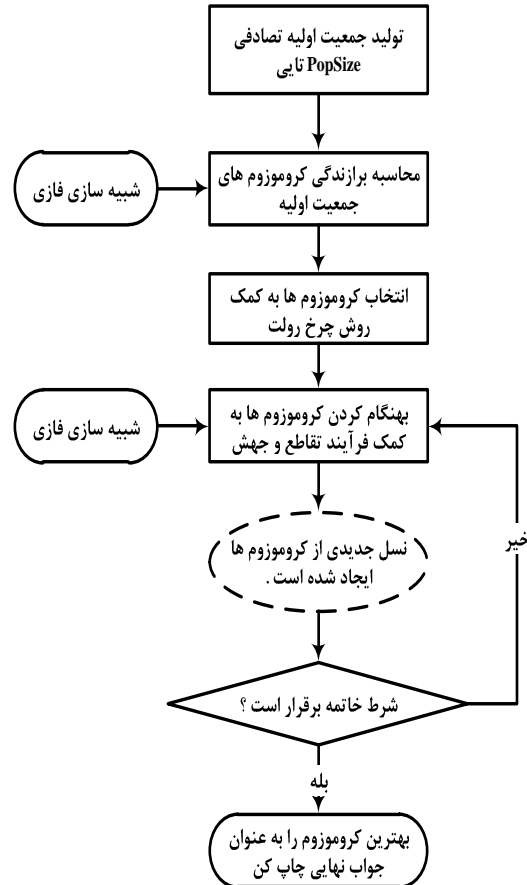 تولید جمعیت اولیه تصادفی
PopSize تایی
محاسبه برازندگی کروموزوم های
جمعیت اولیه
شبیه سازی فازی
انتخاب کروموزوم ها به کمک
روش چرخ رولت
بهنگام کردن کروموزوم ها به
کمک فرآیند تقاطع و جهش
شبیه سازی فازی
نسل جدیدی از کروموزوم ها
ایجاد شده است .
خیر
شرط خاتمه برقرار است ؟
بله
بهترین کروموزوم را به عنوان
جواب نهایی چاپ کن